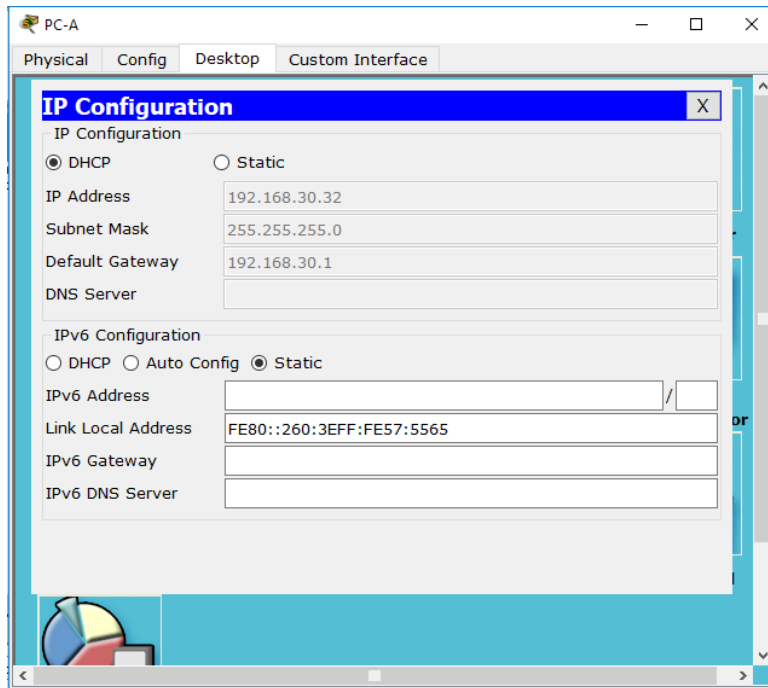 PC-A
Physical Config Desktop Custom Interface
IP Configuration X
IP Configuration
DHCP Static
IP Address 192.168.30.32
Subnet Mask 255.255.255.0
Default Gateway 192.168.30.1
DNS Server
IPv6 Configuration
DHCP Auto Config Static
IPv6 Address /
Link Local Address FE80::260:3EFF:FE57:5565
IPv6 Gateway
IPv6 DNS Server
or